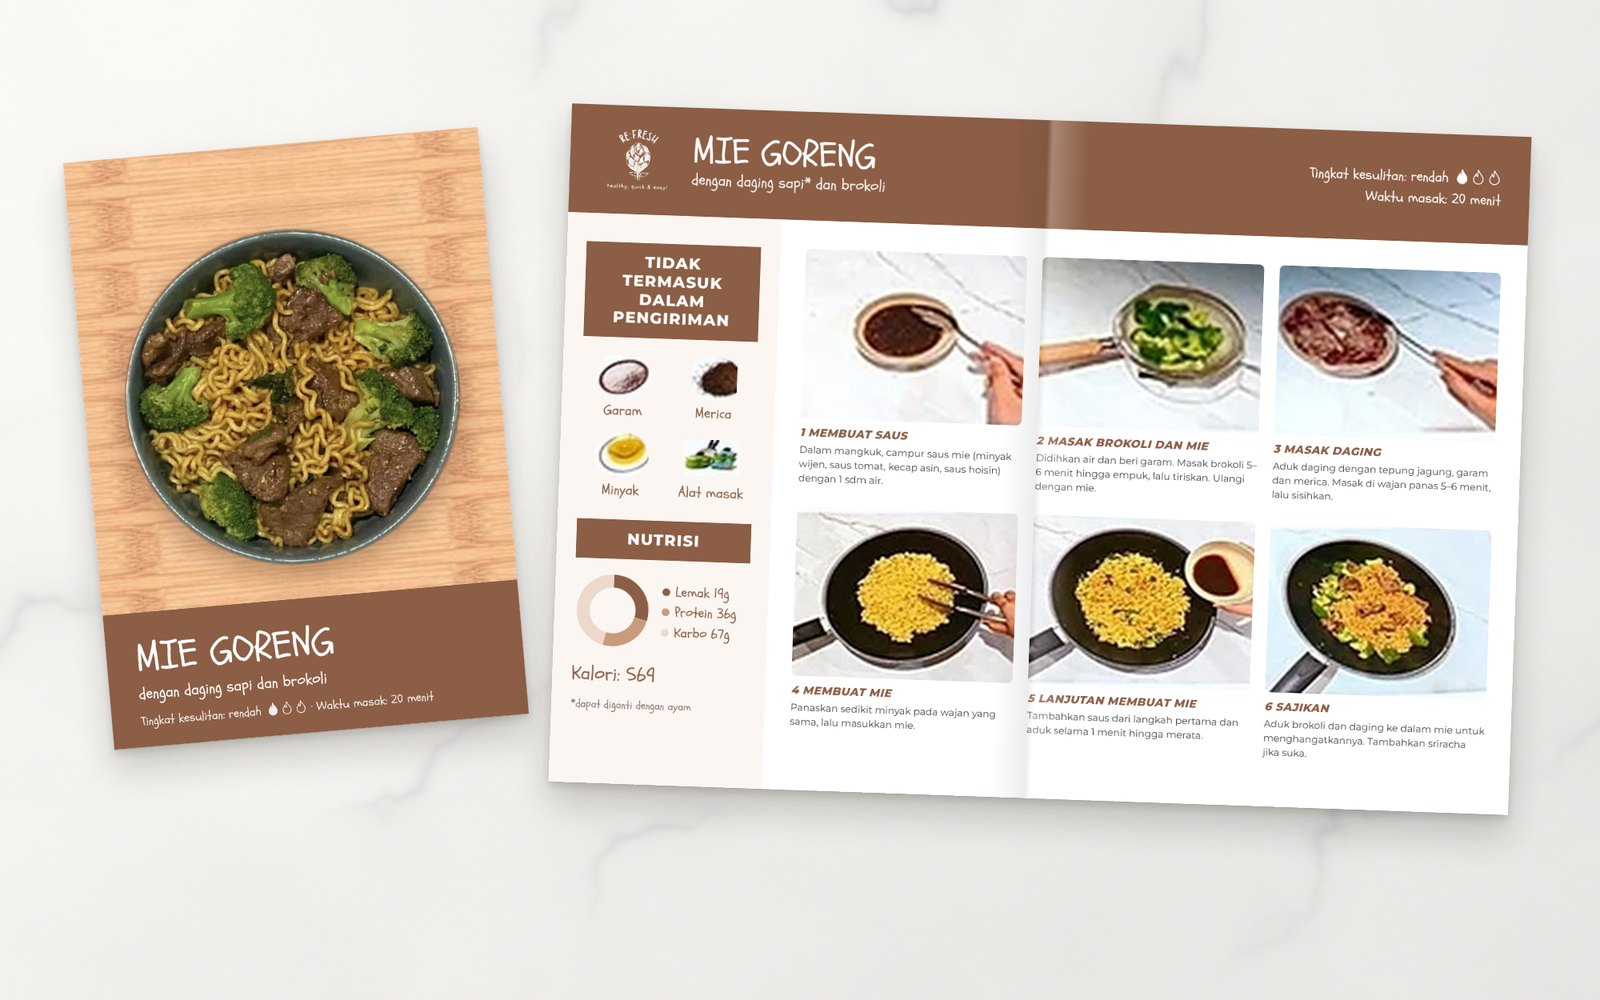 MIE GORENG
dengan daging sapi dan brokoli
Tingkat kesulitan: rendah · Waktu masak: 20 menit
RE-FRESH
healthy, quick & easy!
MIE GORENG
dengan daging sapi* dan brokoli
Tingkat kesulitan: rendah
Waktu masak: 20 menit
TIDAK
TERMASUK
DALAM
PENGIRIMAN
Garam
Merica
Minyak
Alat masak
NUTRISI
Lemak 19g
Protein 36g
Karbo 67g
Kalori: 569
*dapat diganti dengan ayam
1 MEMBUAT SAUS
Dalam mangkuk, campur saus mie (minyak
wijen, saus tomat, kecap asin, saus hoisin)
dengan 1 sdm air.
2 MASAK BROKOLI DAN MIE
Didihkan air dan beri garam. Masak brokoli 5–
6 menit hingga empuk, lalu tiriskan. Ulangi
dengan mie.
3 MASAK DAGING
Aduk daging dengan tepung jagung, garam
dan merica. Masak di wajan panas 5–6 menit,
lalu sisihkan.
4 MEMBUAT MIE
Panaskan sedikit minyak pada wajan yang
sama, lalu masukkan mie.
5 LANJUTAN MEMBUAT MIE
Tambahkan saus dari langkah pertama dan
aduk selama 1 menit hingga merata.
6 SAJIKAN
Aduk brokoli dan daging ke dalam mie untuk
menghangatkannya. Tambahkan sriracha
jika suka.